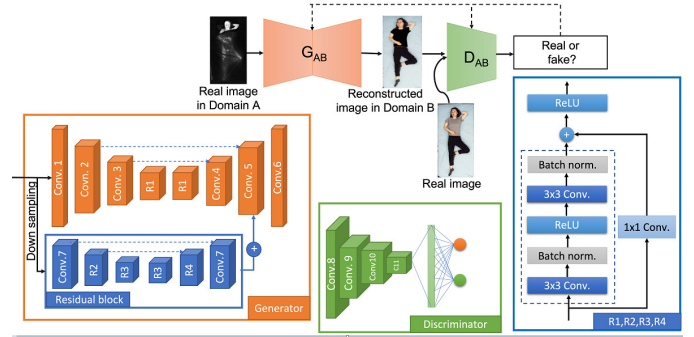 G_AB
D_AB
Real or
fake?
Real image
in Domain A
Reconstructed
image in Domain B
Real image
Down sampling
Conv. 1
Convn. 2
Conv. 3
R1
R1
Conv. 4
Conv. 5
Conv. 6
Conv.7
R2
R3
R3
R4
Conv.7
+
Residual block
Generator
Conv.8
Conv. 9
Conv10
C11
Discriminator
ReLU
+
Batch norm.
3x3 Conv.
ReLU
1x1 Conv.
Batch norm.
3x3 Conv.
R1,R2,R3,R4